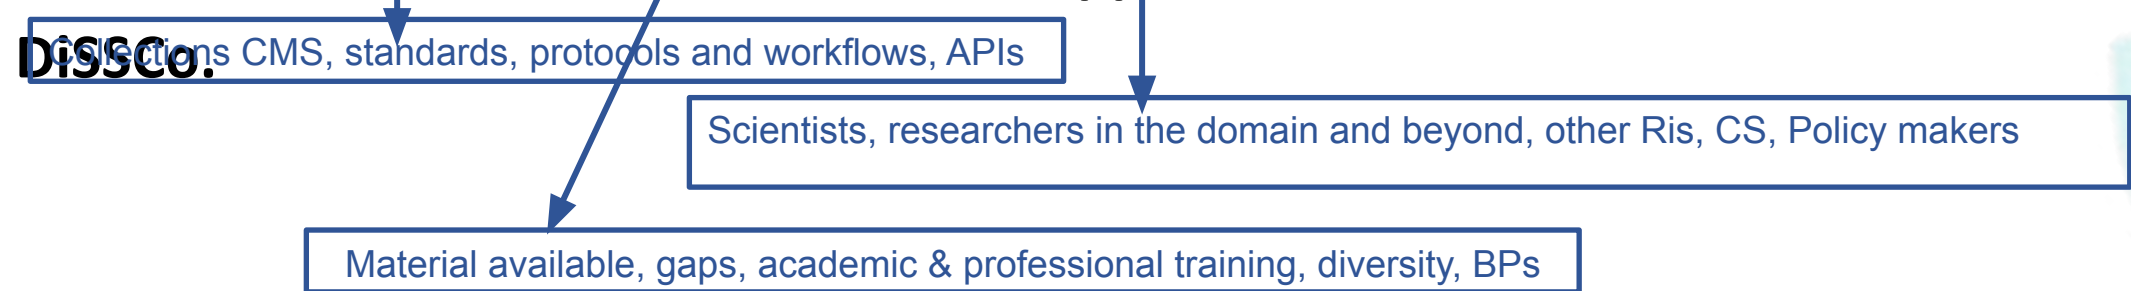 Collections CMS, standards, protocols and workflows, APIs
DiSSCo.
Scientists, researchers in the domain and beyond, other Ris, CS, Policy makers
Material available, gaps, academic & professional training, diversity, BPs